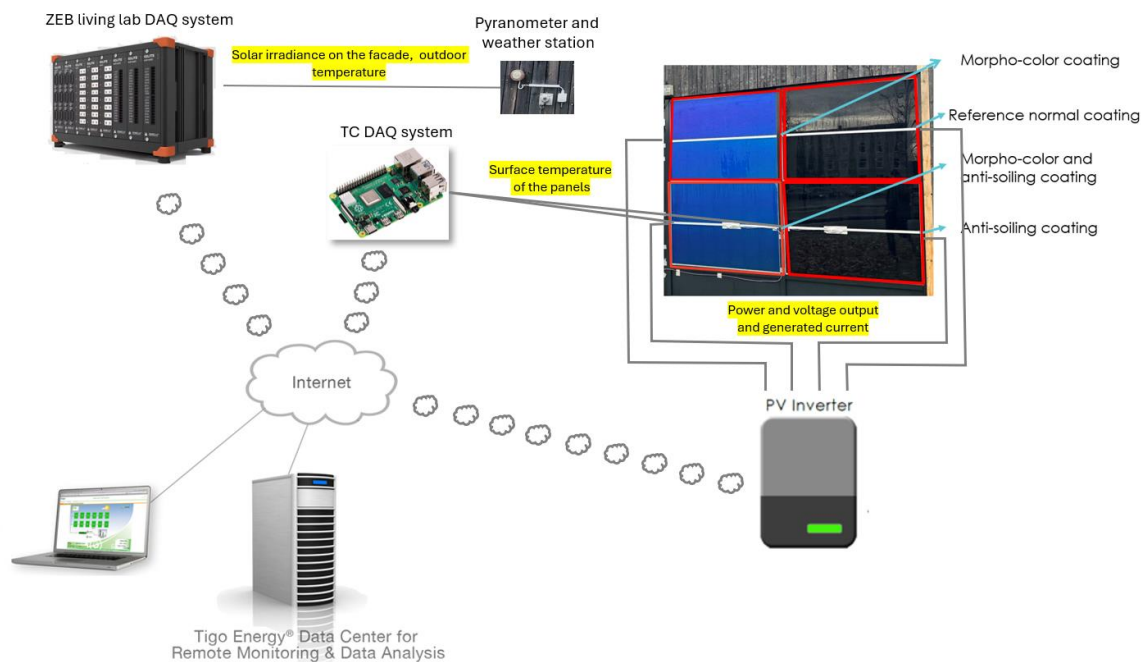 ZEB living lab DAQ system
Solar irradiance on the facade, outdoor
temperature
Pyranometer and
weather station
TC DAQ system
Surface temperature
of the panels
Morpho-color coating
Reference normal coating
Morpho-color and
anti-soiling coating
Anti-soiling coating
Power and voltage output
and generated current
Internet
PV Inverter
Tigo Energy® Data Center for
Remote Monitoring & Data Analysis